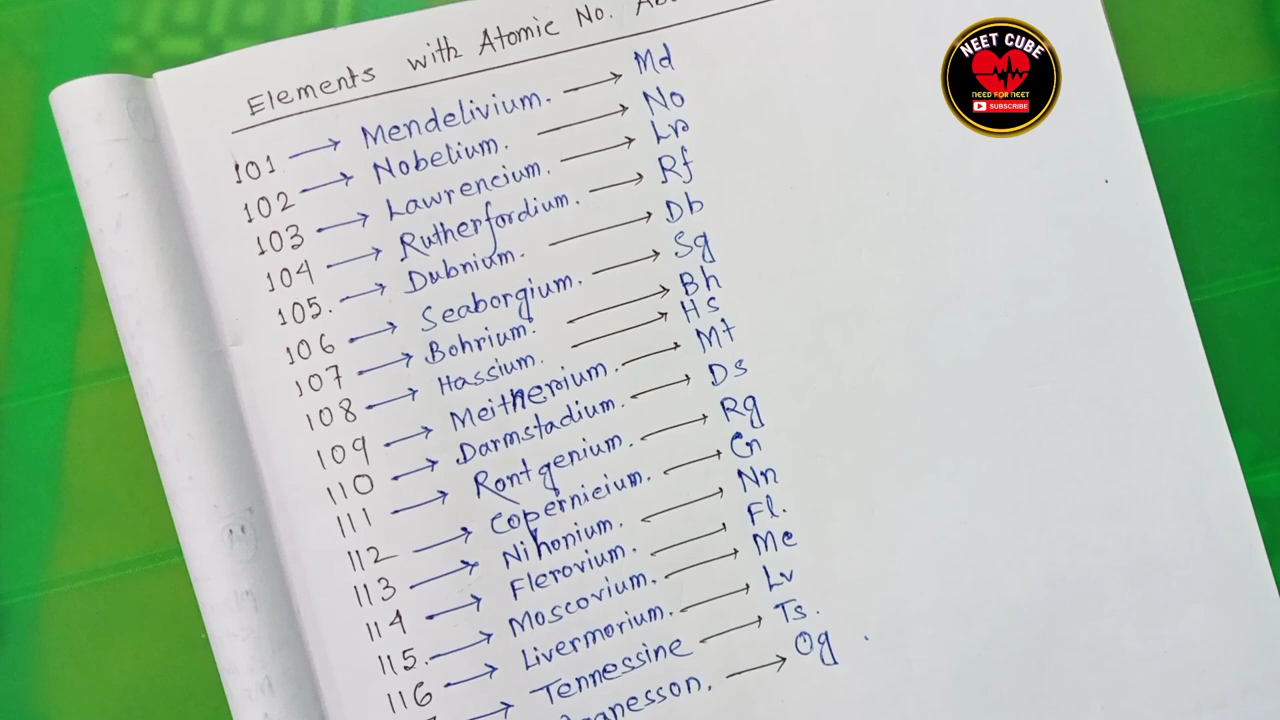 Elements with Atomic No.
101 → Mendelivium. → Md
102 → Nobelium. → No
103 → Lawrencium. → Lr
104 → Rutherfordium. → Rf
105. → Dubnium. → Db
106 → Seaborgium. → Sg
107 → Bohrium. → Bh
108 → Hassium. → Hs
109 → Meitherium. → Mt
110 → Darmstadium. → Ds
111 → Rontgenium. → Rg
112 → Copernicium. → Cn
113 → Nihonium. → Nn
114 → Flerovium. → Fl.
115. → Moscovium. → Me
116 → Livermorium. → Lv
→ Tennessine → Ts.
→ Og
NEET CUBE
NEED FOR NEET
SUBSCRIBE